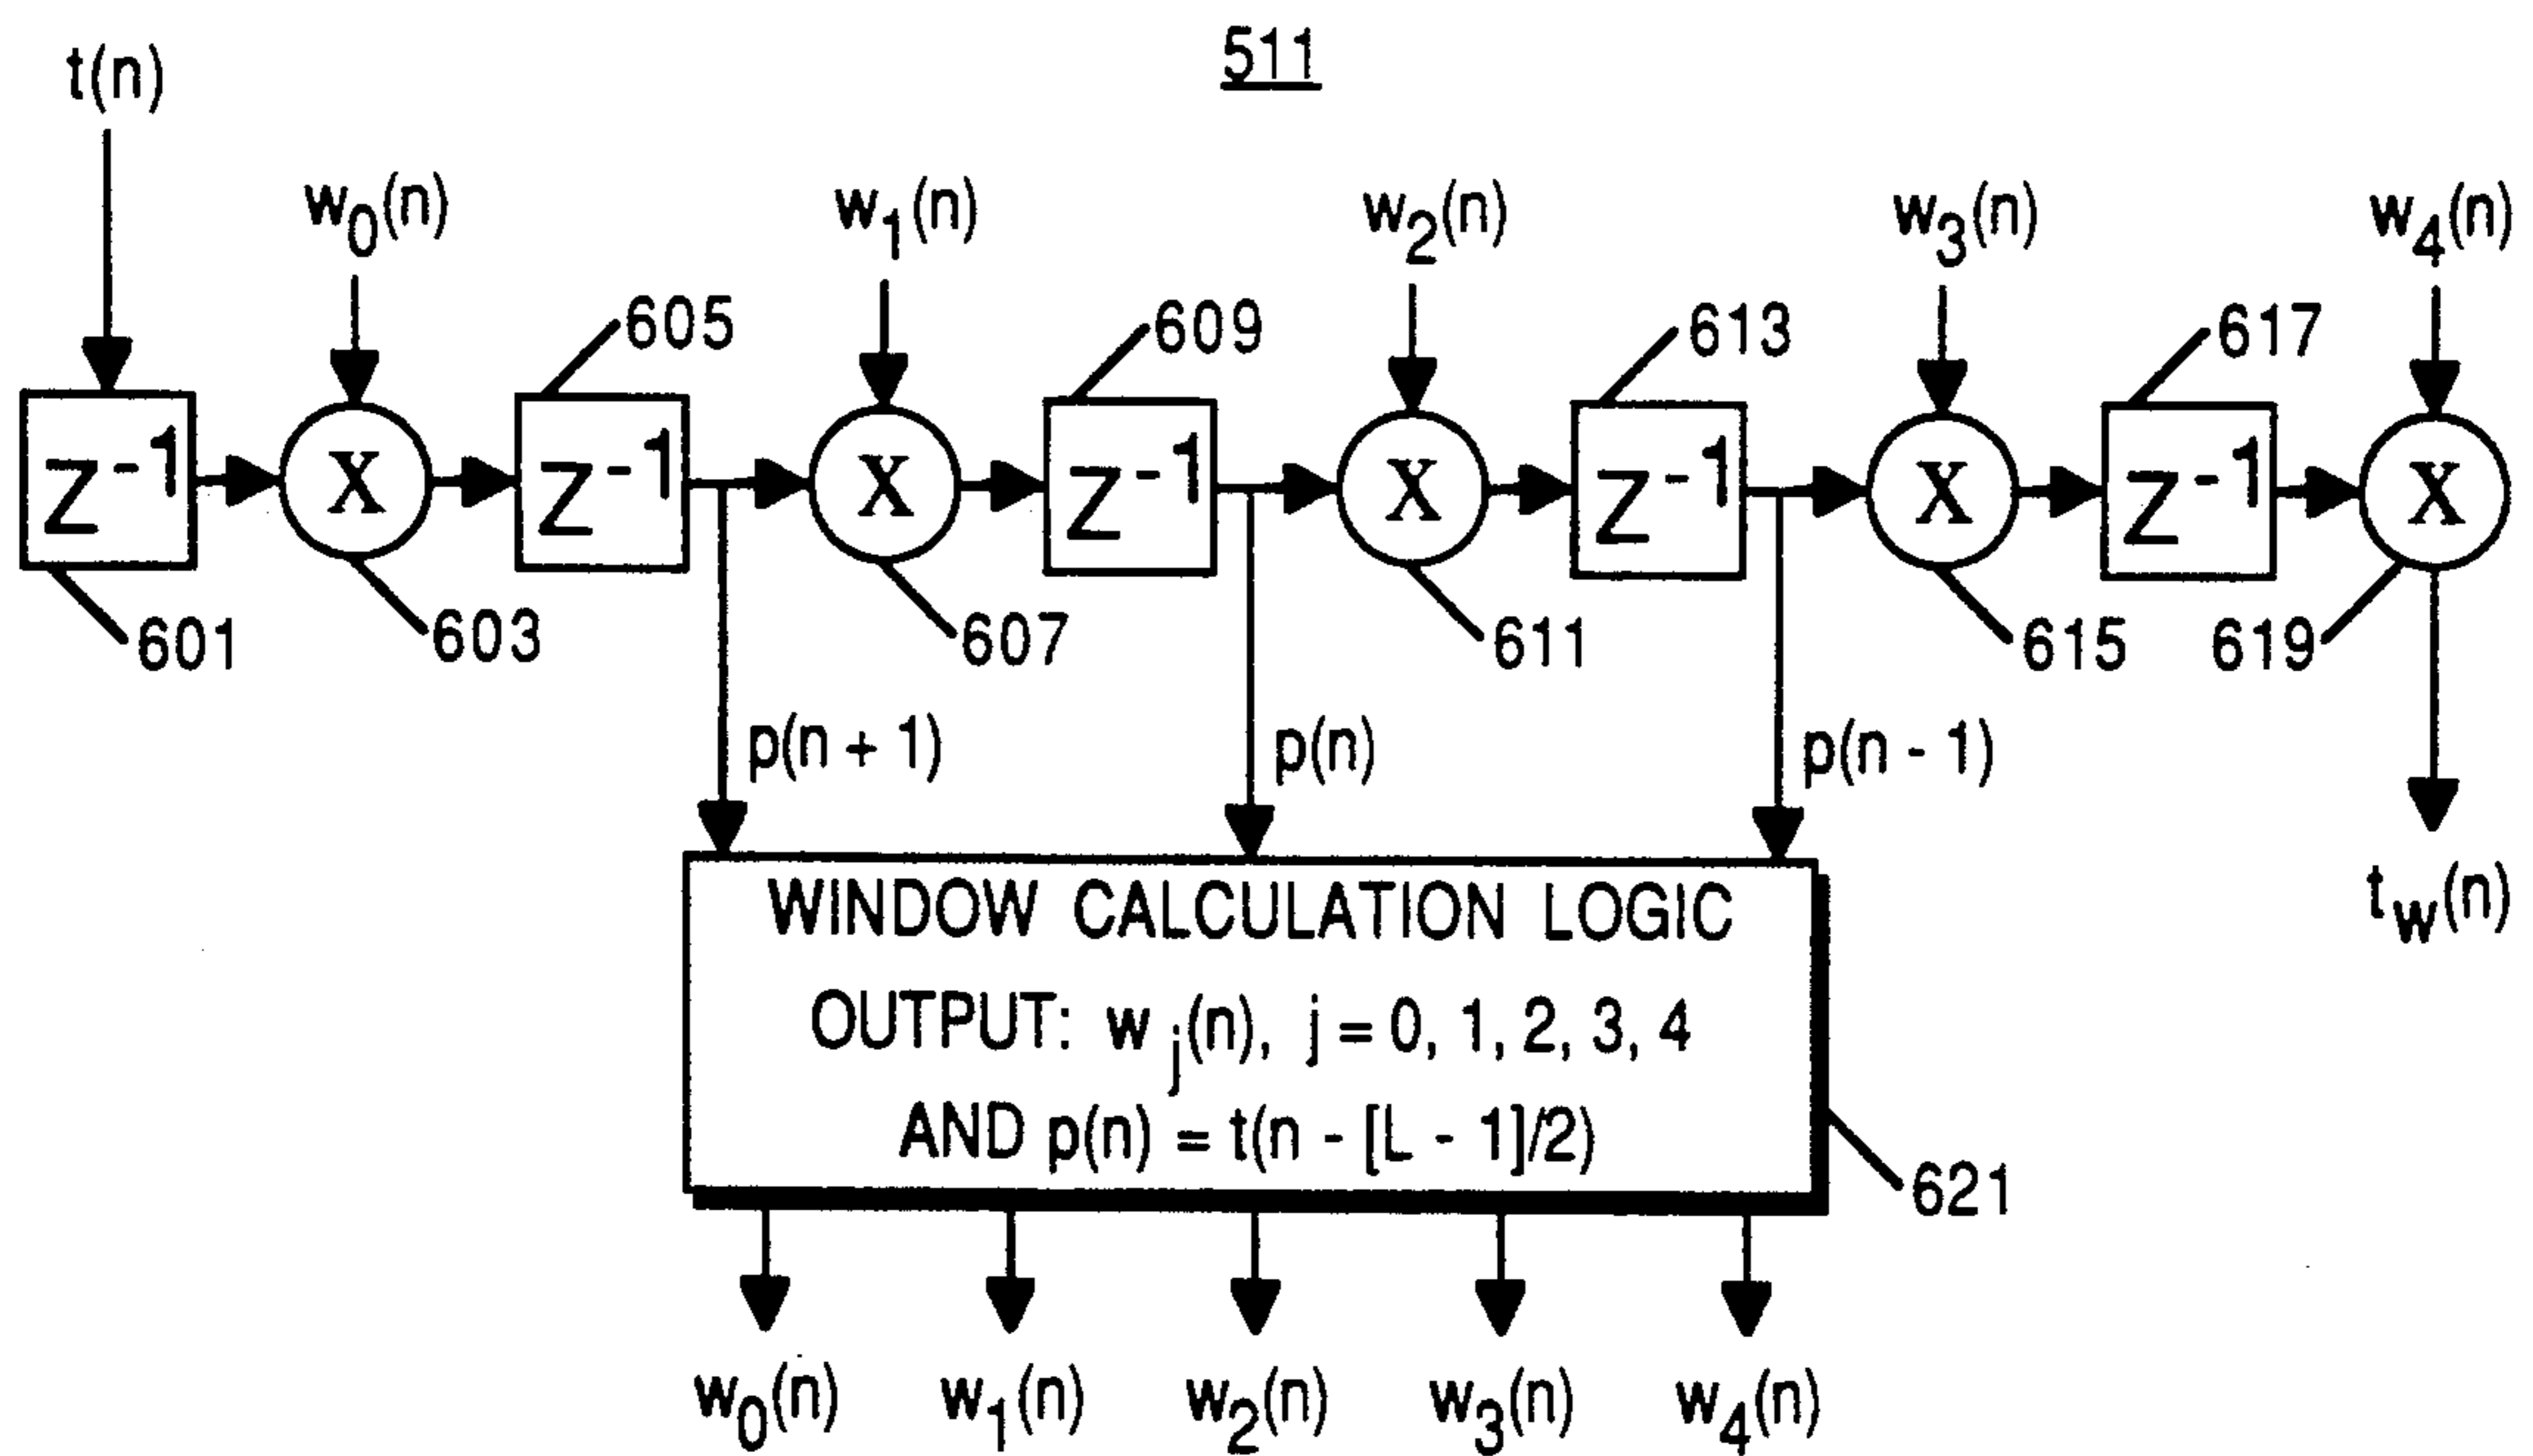 511
t(n)
w0(n) w1(n) w2(n) w3(n) w4(n)
605 609 613 617
Z-1 X Z-1 X Z-1 X Z-1 X Z-1 X
601 603 607 611 615 619
p(n + 1) p(n) p(n - 1)
WINDOW CALCULATION LOGIC
tw(n)
OUTPUT: wj(n), j = 0, 1, 2, 3, 4
AND p(n) = t(n - [L - 1]/2)
621
w0(n) w1(n) w2(n) w3(n) w4(n)